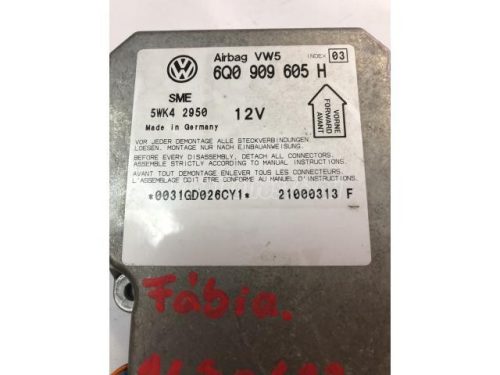 Airbag VW5 INDEX 03
6Q0 909 605 H
SME
5WK4 2950 12V
Made in Germany
VORNE
FORWARD
AVANT
VOR JEDER DEMONTAGE ALLE STECKVERBINDUNGEN
LOESEN. MONTAGE NUR NACH EINBAUANWEISUNG.
BEFORE EVERY DISASSEMBLY, DETACH ALL CONNECTORS.
ASSEMBLE STRICTLY ACCORDING TO MANUAL INSTRUCTIONS.
AVANT TOUT DEMONTAGE ENLEVER TOUS LES CONNECTEURS.
L'ASSEMBLAGE DOIT ETRE CONFORME AU MANUEL D'INSTRUCTIONS.
*0031GD026CY1* 21000313 F
Fábia.